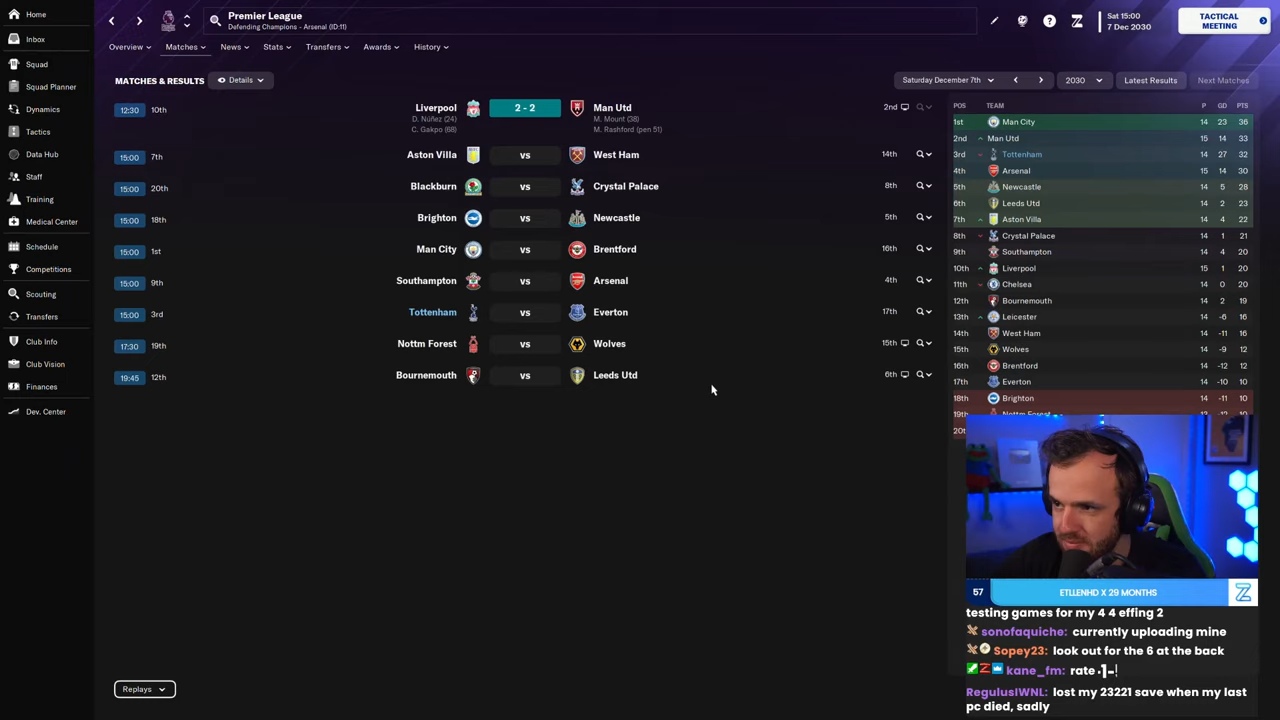 Home
Inbox
Squad
Squad Planner
Dynamics
Tactics
Data Hub
Staff
Training
Medical Center
Schedule
Competitions
Scouting
Transfers
Club Info
Club Vision
Finances
Dev. Center
Premier League
Defending Champions - Arsenal (ID:11)
Sat 15:00
7 Dec 2030
TACTICAL
MEETING
Overview Matches News Stats Transfers Awards History
MATCHES & RESULTS Details
Saturday December 7th 2030 Latest Results Next Matches
12:30 10th Liverpool 2 - 2 Man Utd 2nd
D. Núñez (24) M. Mount (38)
C. Gakpo (68) M. Rashford (pen 51)
15:00 7th Aston Villa vs West Ham 14th
15:00 20th Blackburn vs Crystal Palace 8th
15:00 18th Brighton vs Newcastle 5th
15:00 1st Man City vs Brentford 16th
15:00 9th Southampton vs Arsenal 4th
15:00 3rd Tottenham vs Everton 17th
17:30 19th Nottm Forest vs Wolves 15th
19:45 12th Bournemouth vs Leeds Utd 6th
Replays
POS TEAM P GD PTS
1st Man City 14 23 36
2nd Man Utd 15 14 33
3rd Tottenham 14 27 32
4th Arsenal 15 14 30
5th Newcastle 14 5 28
6th Leeds Utd 14 2 23
7th Aston Villa 14 4 22
8th Crystal Palace 14 1 21
9th Southampton 14 4 20
10th Liverpool 15 1 20
11th Chelsea 14 0 20
12th Bournemouth 14 2 19
13th Leicester 14 -6 16
14th West Ham 14 -11 16
15th Wolves 14 -9 12
16th Brentford 14 -12 12
17th Everton 14 -10 10
18th Brighton 14 -11 10
19th Nottm Forest 13 -12 10
20t
57 ETLLENHD X 29 MONTHS
testing games for my 4 4 effing 2
sonofaquiche: currently uploading mine
Sopey23: look out for the 6 at the back
kane_fm: rate
RegulusIWNL: lost my 23221 save when my last
pc died, sadly